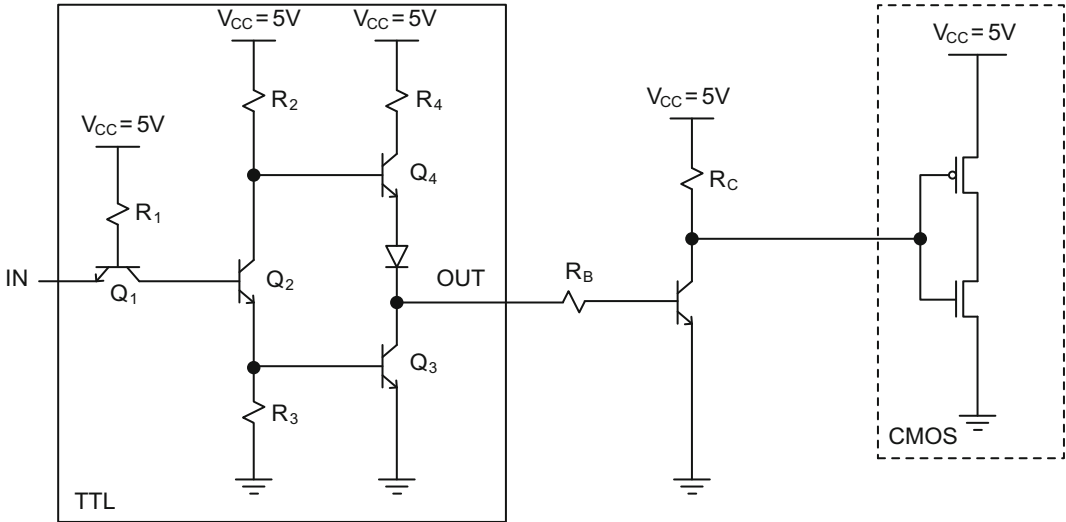 V_CC = 5V
V_CC = 5V
V_CC = 5V
V_CC = 5V
V_CC = 5V
R_2
R_4
R_1
Q_4
R_C
IN
Q_1
Q_2
OUT
R_B
Q_3
R_3
CMOS
TTL